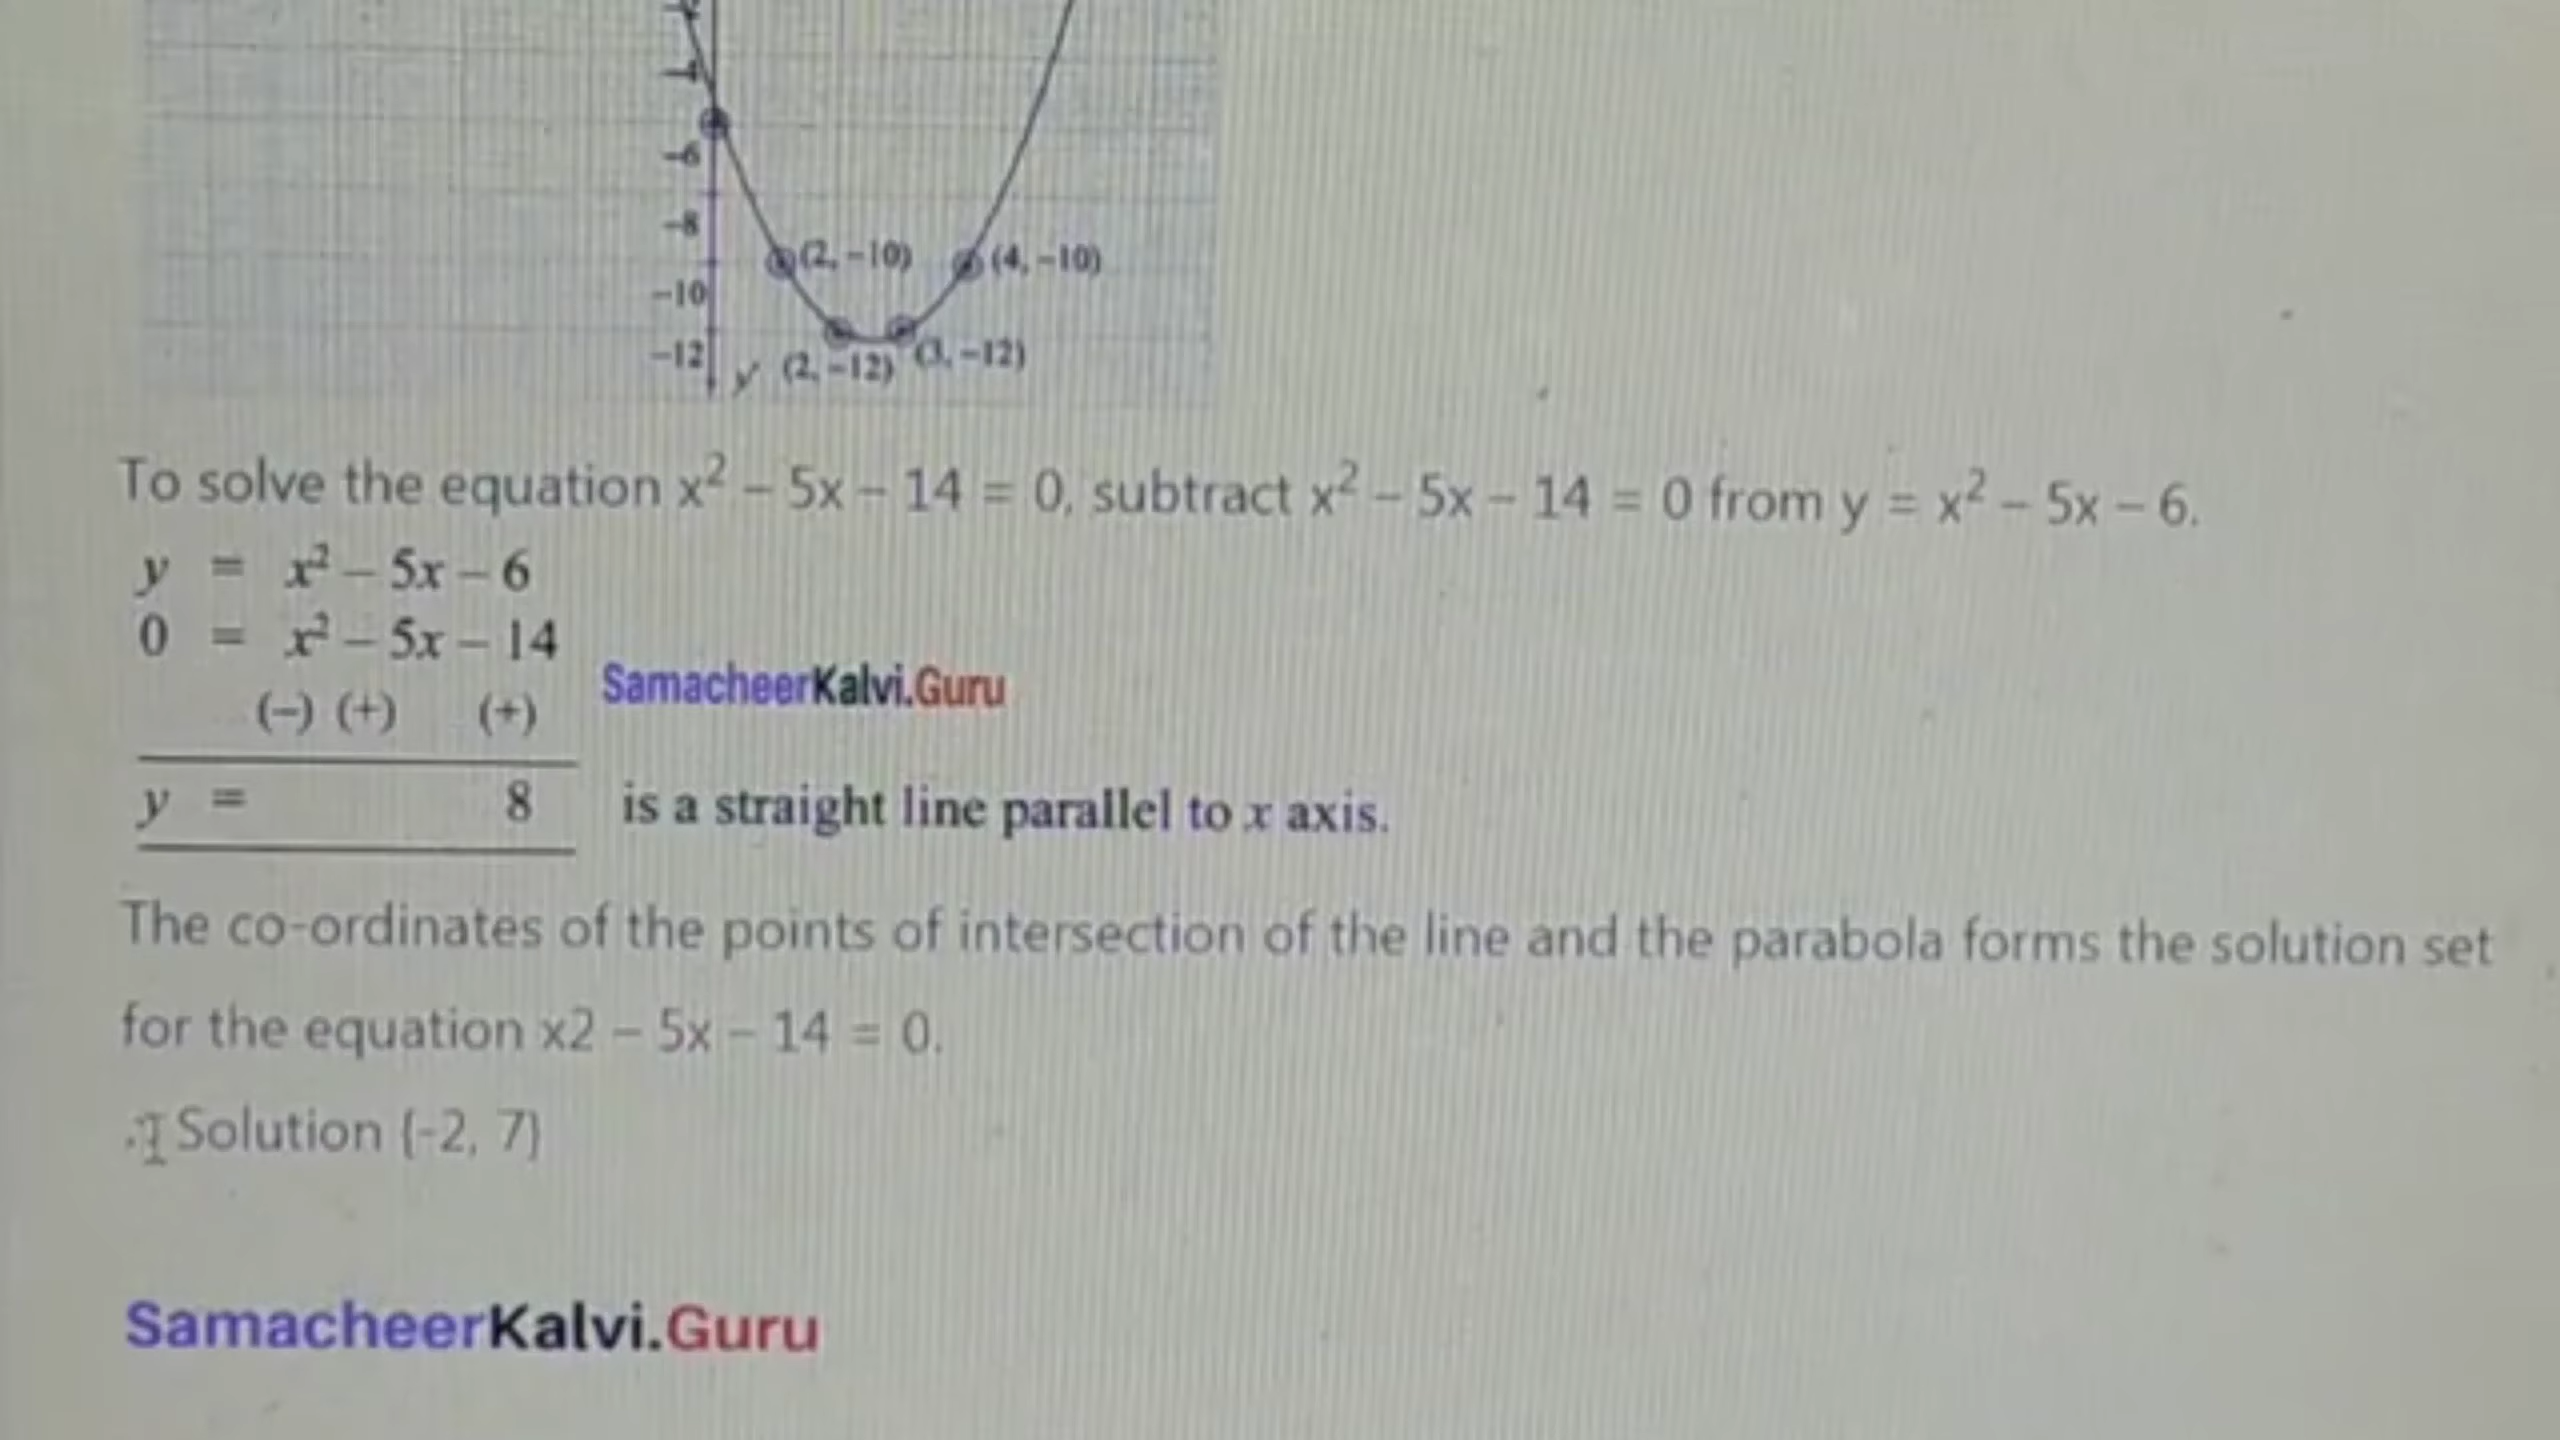 -4
-6
-8
(2, -10) (4, -10)
-10
-12 y (2, -12) (3, -12)
To solve the equation x² – 5x – 14 = 0, subtract x² – 5x – 14 = 0 from y = x² – 5x – 6.
y = x² – 5x – 6
0 = x² – 5x – 14
(–) (+) (+)
SamacheerKalvi.Guru
y = 8 is a straight line parallel to x axis.
The co-ordinates of the points of intersection of the line and the parabola forms the solution set
for the equation x2 – 5x – 14 = 0.
Solution {-2, 7}
SamacheerKalvi.Guru